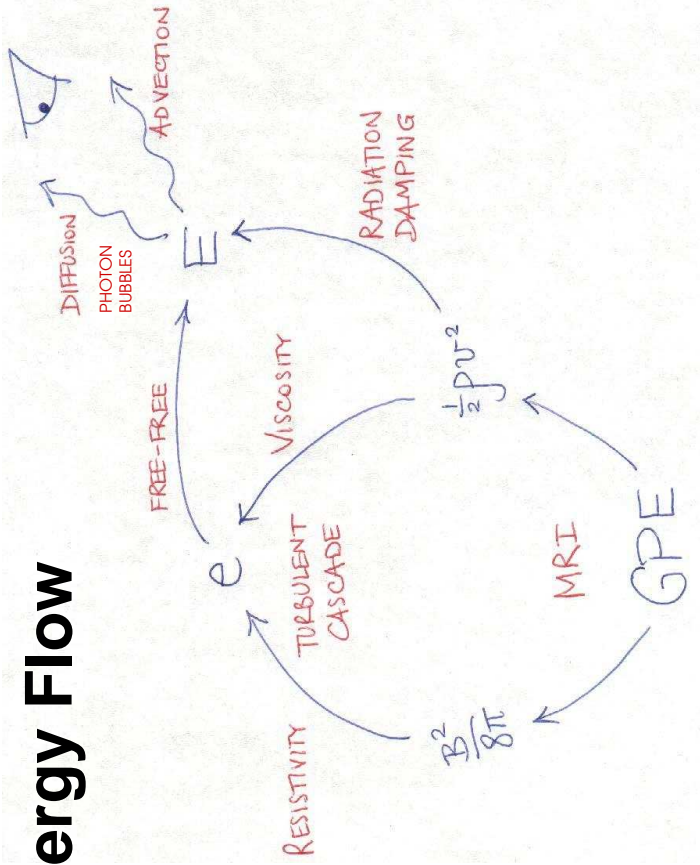 ergy Flow
DIFFUSION
PHOTON
BUBBLES
ADVECTION
FREE-FREE
E
e
VISCOSITY
RESISTIVITY
TURBULENT
CASCADE
RADIATION
DAMPING
B²/8π
½ρv²
MRI
GPE